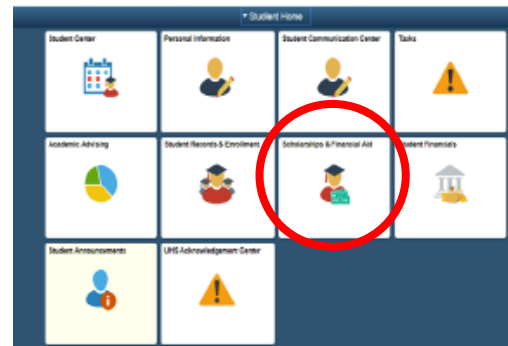 Student Home
Student Center
Personal Information
Student Communication Center
Tasks
Academic Advising
Student Records & Enrollment
Scholarships & Financial Aid
Student Financials
Student Announcements
UHS Acknowledgement Center